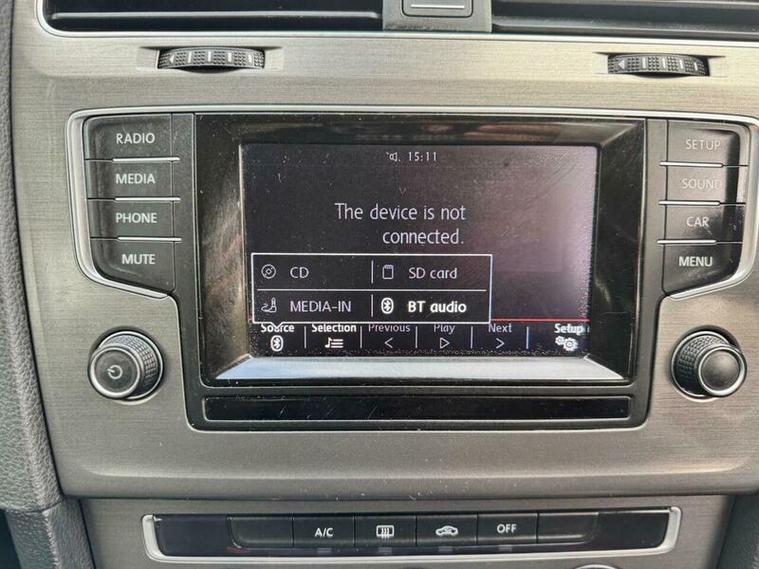 RADIO
MEDIA
PHONE
MUTE
15:11
The device is not
connected.
CD
SD card
MEDIA-IN
BT audio
Source
Selection
Previous
Play
Next
Setup
SETUP
SOUND
CAR
MENU
A/C
OFF